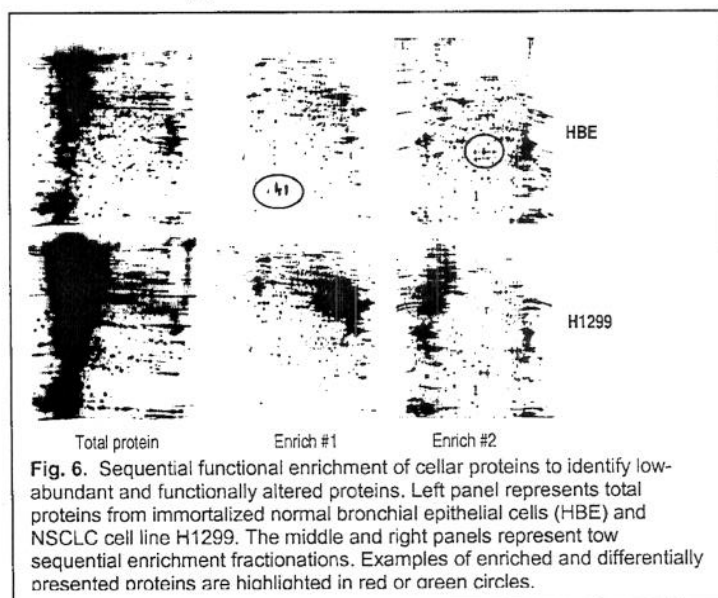 HBE
H1299
Total protein Enrich #1 Enrich #2
Fig. 6. Sequential functional enrichment of cellar proteins to identify low-
abundant and functionally altered proteins. Left panel represents total
proteins from immortalized normal bronchial epithelial cells (HBE) and
NSCLC cell line H1299. The middle and right panels represent tow
sequential enrichment fractionations. Examples of enriched and differentially
presented proteins are highlighted in red or green circles.